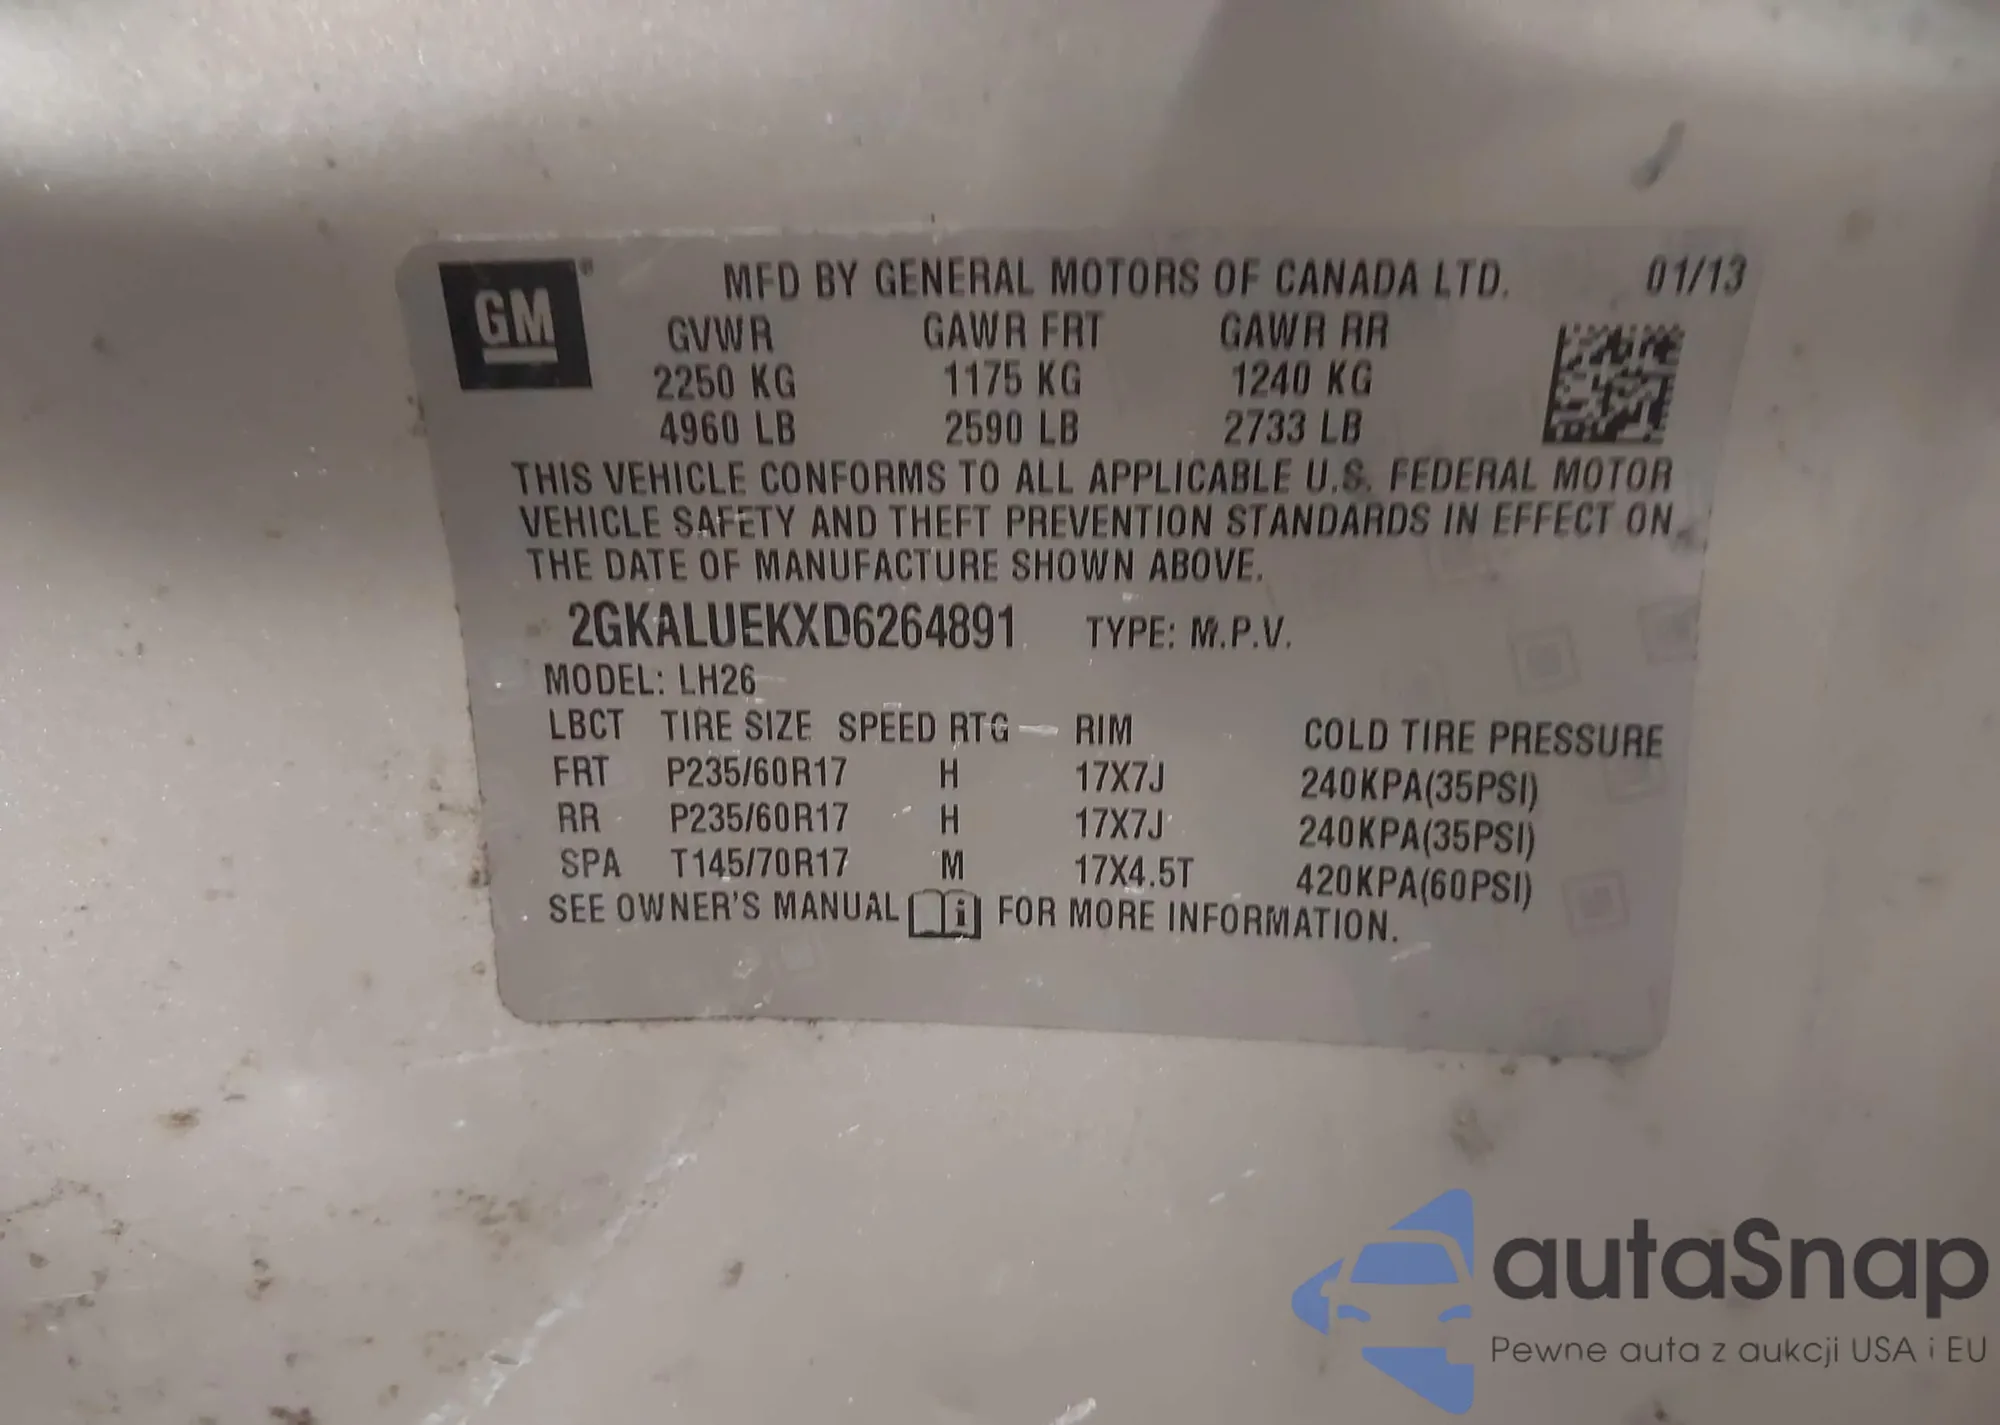 GM ®
MFD BY GENERAL MOTORS OF CANADA LTD. 01/13
GVWR GAWR FRT GAWR RR
2250 KG 1175 KG 1240 KG
4960 LB 2590 LB 2733 LB
THIS VEHICLE CONFORMS TO ALL APPLICABLE U.S. FEDERAL MOTOR
VEHICLE SAFETY AND THEFT PREVENTION STANDARDS IN EFFECT ON
THE DATE OF MANUFACTURE SHOWN ABOVE.
2GKALUEKXD6264891 TYPE: M.P.V.
MODEL: LH26
LBCT TIRE SIZE SPEED RTG RIM COLD TIRE PRESSURE
FRT P235/60R17 H 17X7J 240KPA(35PSI)
RR P235/60R17 H 17X7J 240KPA(35PSI)
SPA T145/70R17 M 17X4.5T 420KPA(60PSI)
SEE OWNER'S MANUAL i FOR MORE INFORMATION.
autaSnap
Pewne auta z aukcji USA i EU